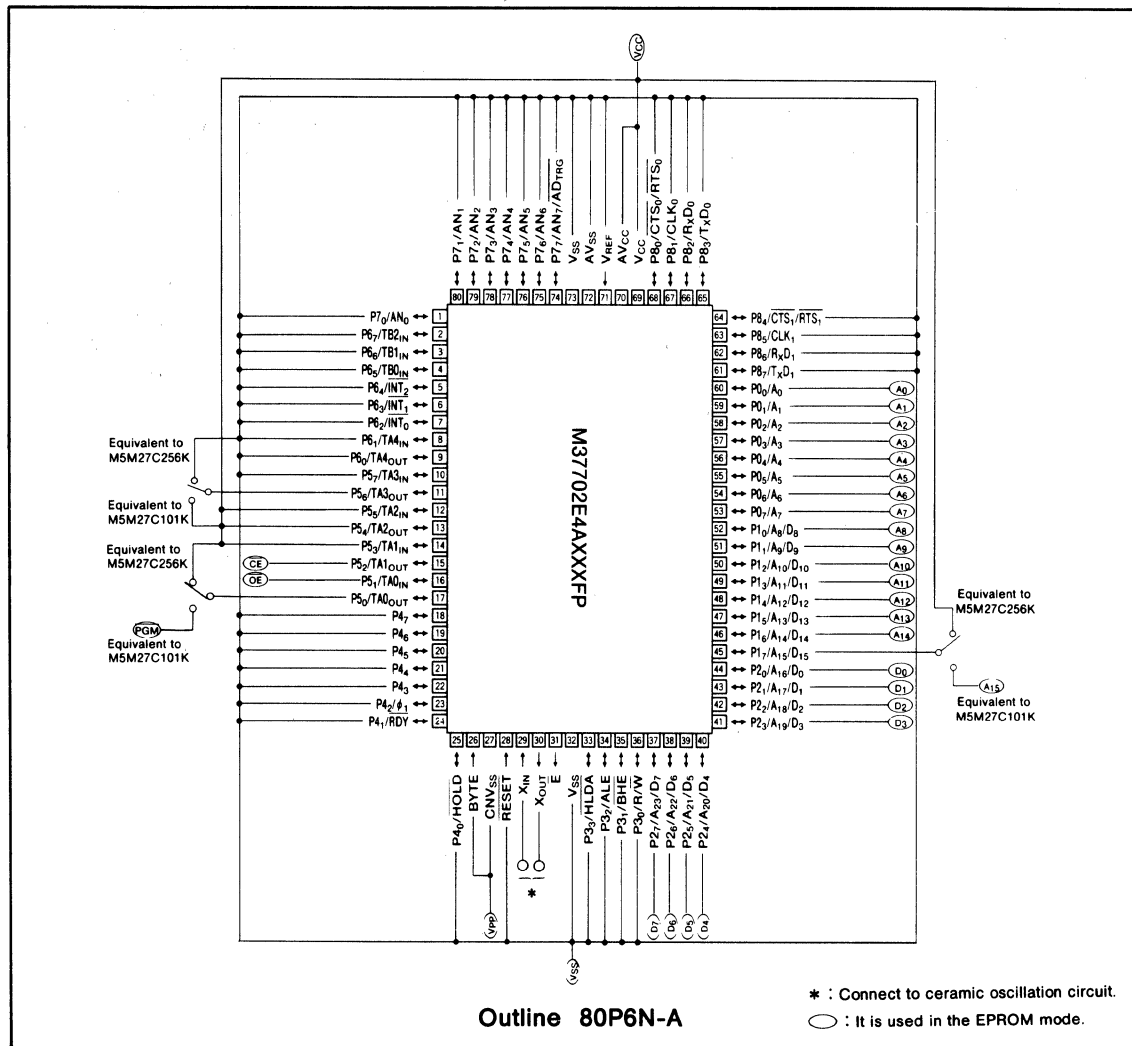 VCC
P7₁/AN₁
P7₂/AN₂
P7₃/AN₃
P7₄/AN₄
P7₅/AN₅
P7₆/AN₆
P7₇/AN₇/ADTRG
VSS
AVSS
VREF
AVCC
VCC
P8₀/CTS₀/RTS₀
P8₁/CLK₀
P8₂/RxD₀
P8₃/TxD₀
80 79 78 77 76 75 74 73 72 71 70 69 68 67 66 65
P7₀/AN₀ 1
P6₇/TB2IN 2
P6₆/TB1IN 3
P6₅/TB0IN 4
P6₄/INT₂ 5
P6₃/INT₁ 6
P6₂/INT₀ 7
P6₁/TA4IN 8
P6₀/TA4OUT 9
P5₇/TA3IN 10
P5₆/TA3OUT 11
P5₅/TA2IN 12
P5₄/TA2OUT 13
P5₃/TA1IN 14
CE P5₂/TA1OUT 15
OE P5₁/TA0IN 16
P5₀/TA0OUT 17
P4₇ 18
P4₆ 19
P4₅ 20
P4₄ 21
P4₃ 22
P4₂/ϕ₁ 23
P4₁/RDY 24
Equivalent to
M5M27C256K
Equivalent to
M5M27C101K
Equivalent to
M5M27C256K
PGM
Equivalent to
M5M27C101K
M37702E4AXXXFP
64 P8₄/CTS₁/RTS₁
63 P8₅/CLK₁
62 P8₆/RxD₁
61 P8₇/TxD₁
60 P0₀/A₀ A0
59 P0₁/A₁ A1
58 P0₂/A₂ A2
57 P0₃/A₃ A3
56 P0₄/A₄ A4
55 P0₅/A₅ A5
54 P0₆/A₆ A6
53 P0₇/A₇ A7
52 P1₀/A₈/D₈ A8
51 P1₁/A₉/D₉ A9
50 P1₂/A₁₀/D₁₀ A10
49 P1₃/A₁₁/D₁₁ A11
48 P1₄/A₁₂/D₁₂ A12
47 P1₅/A₁₃/D₁₃ A13
46 P1₆/A₁₄/D₁₄ A14
45 P1₇/A₁₅/D₁₅
44 P2₀/A₁₆/D₀ D0
43 P2₁/A₁₇/D₁ D1
42 P2₂/A₁₈/D₂ D2
41 P2₃/A₁₉/D₃ D3
Equivalent to
M5M27C256K
A15
Equivalent to
M5M27C101K
25 26 27 28 29 30 31 32 33 34 35 36 37 38 39 40
P4₀/HOLD
BYTE
CNVSS
RESET
XIN
XOUT
E
VSS
P3₃/HLDA
P3₂/ALE
P3₁/BHE
P3₀/R/W
P2₇/A₂₃/D₇
P2₆/A₂₂/D₆
P2₅/A₂₁/D₅
P2₄/A₂₀/D₄
*
VPP
D7
D6
D5
D4
VSS
Outline 80P6N-A
* : Connect to ceramic oscillation circuit.
: It is used in the EPROM mode.